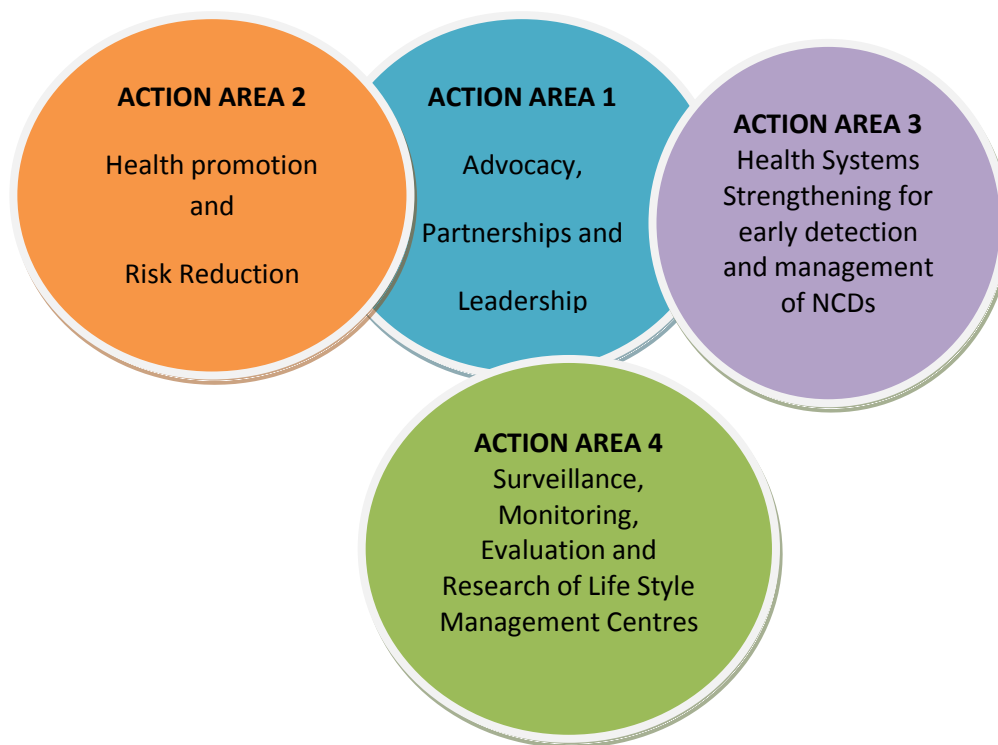 ACTION AREA 2
Health promotion
and
Risk Reduction
ACTION AREA 1
Advocacy,
Partnerships and
Leadership
ACTION AREA 3
Health Systems
Strengthening for
early detection
and management
of NCDs
ACTION AREA 4
Surveillance,
Monitoring,
Evaluation and
Research of Life Style
Management Centres